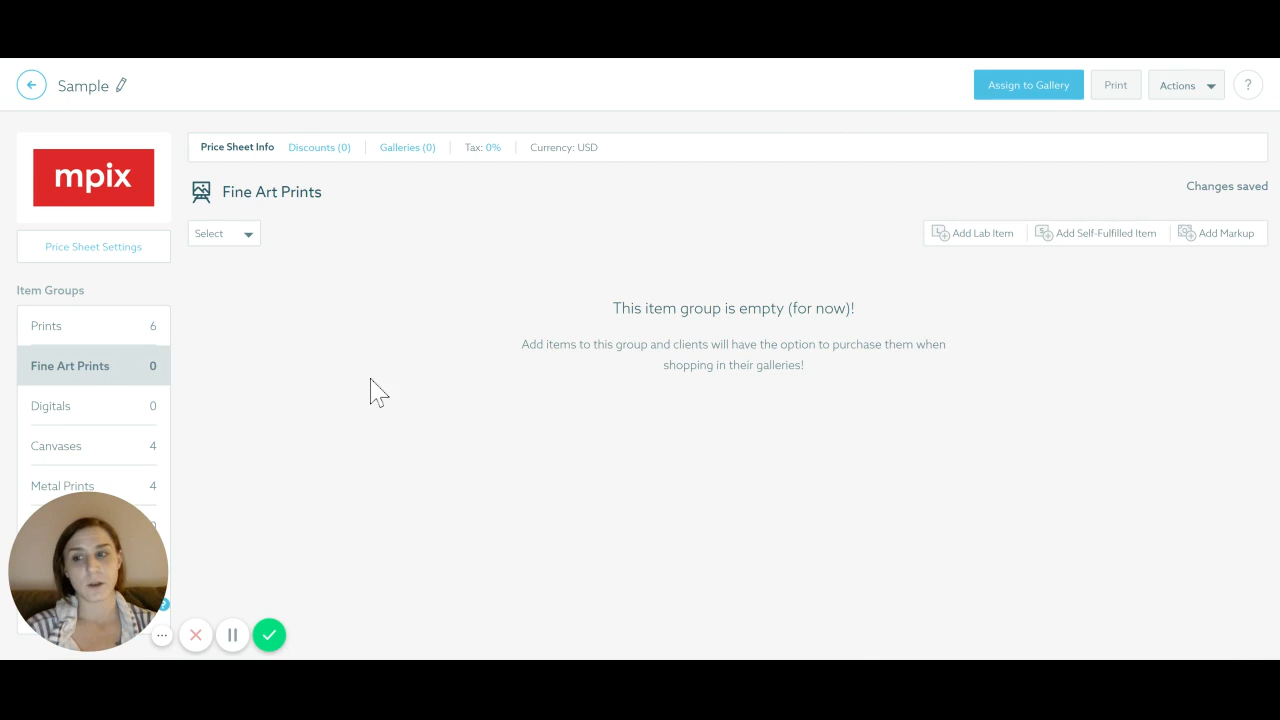 Sample
Assign to Gallery
Print
Actions
?
mpix
Price Sheet Info
Discounts (0)
Galleries (0)
Tax: 0%
Currency: USD
Fine Art Prints
Changes saved
Select
Add Lab Item
Add Self-Fulfilled Item
Add Markup
Price Sheet Settings
Item Groups
Prints 6
Fine Art Prints 0
Digitals 0
Canvases 4
Metal Prints 4
This item group is empty (for now)!
Add items to this group and clients will have the option to purchase them when
shopping in their galleries!